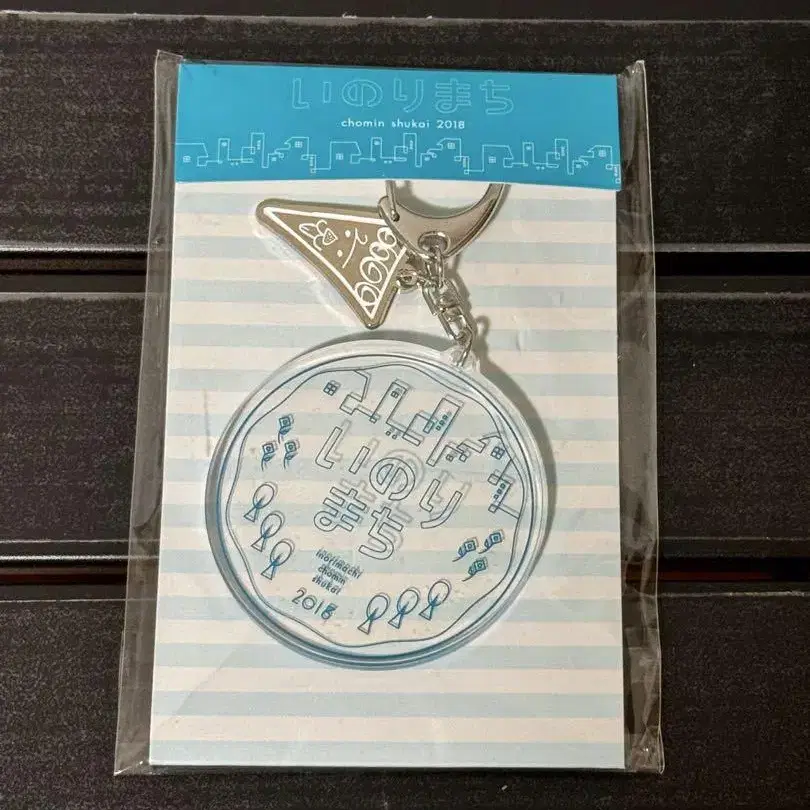 いのりまち
chomin shukai 2018
いのり
まち
inorimachi
chomin
shukai
2018